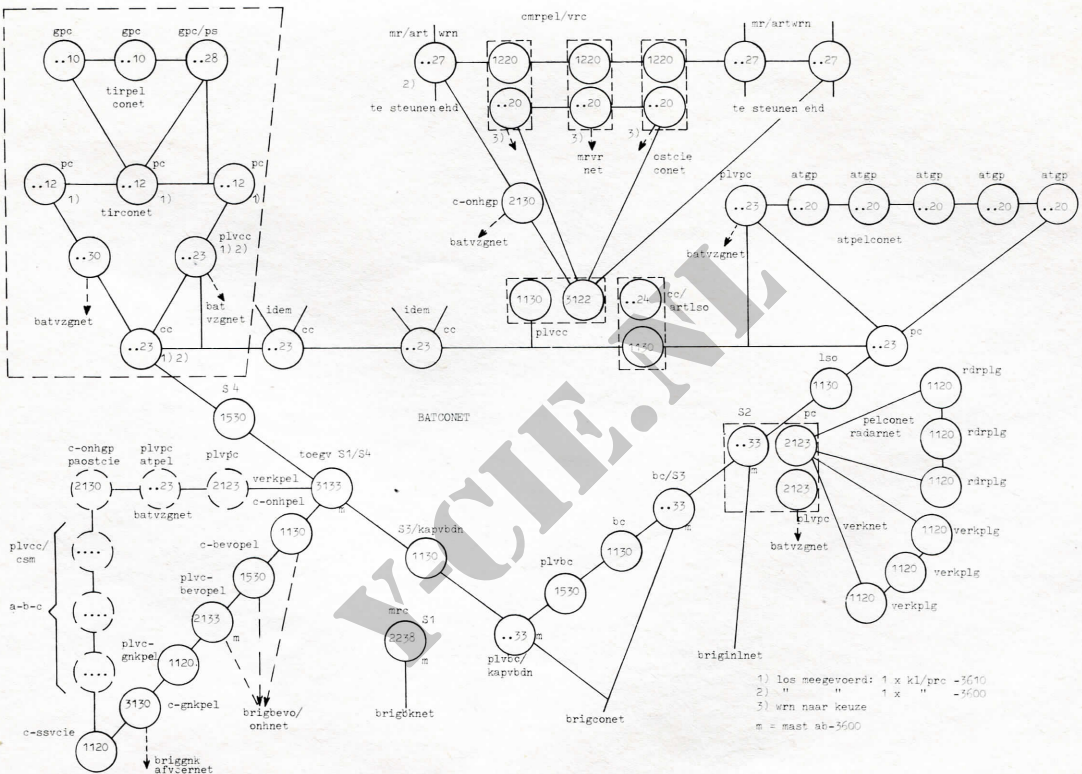 gpc gpc gpc/ps
..10 ..10 ..28
tirpel
conet
pc pc pc
..12 ..12 ..12
1) 1) 1)
tirconet
plvcc
1)2)
..30 ..23
batvzgnet
bat
vzgnet
cc
..23
1)2)
idem
cc
..23
idem
cc
..23
cmrpel/vrc
mr/art wrn
..27
2)
te steunen ehd
1220 1220 1220
..20 ..20 ..20
3) 3)
mrvr
net
ostcie
conet
mr/artwrn
..27 ..27
te steunen ehd
c-onhgp
2130
batvzgnet
1130 3122
plvcc
..24
cc/
artlso
1130
plvpc
..23
batvzgnet
atgp atgp atgp atgp atgp
..20 ..20 ..20 ..20 ..20
atpelconet
pc
..23
lso
1130
S4
1530
BATCONET
toegv S1/S4
3133
m
c-onhgp
paostcie
2130
plvpc
atpel
..23
batvzgnet
plvpc
2123
verkpel
c-onhpel
1130
c-bevopel
1530
plvc-
bevopel
2133
m
plvc-
gnkpel
1120
3130
c-gnkpel
plvcc/
csm
a-b-c
....
....
....
c-ssvcie
1120
briggnk
afvoernet
brigbevo/
onhnet
S3/kapvbdn
1130
mrc
S1
2238
m
brigbknet
..33
m
plvbc/
kapvbdn
plvbc
1530
bc
1130
bc/S3
..33
m
brigconet
S2
..33
m
briginlnet
pc
2123
2123
plvpc
batvzgnet
pelconet
radarnet
1120
rdrplg
1120
rdrplg
1120
rdrplg
verknet
1120
verkplg
1120
verkplg
1120
verkplg
1) los meegevoerd: 1 x kl/prc -3610
2) " " 1 x " -3600
3) wrn naar keuze
m = mast ab-3600
Y-CIE.NL